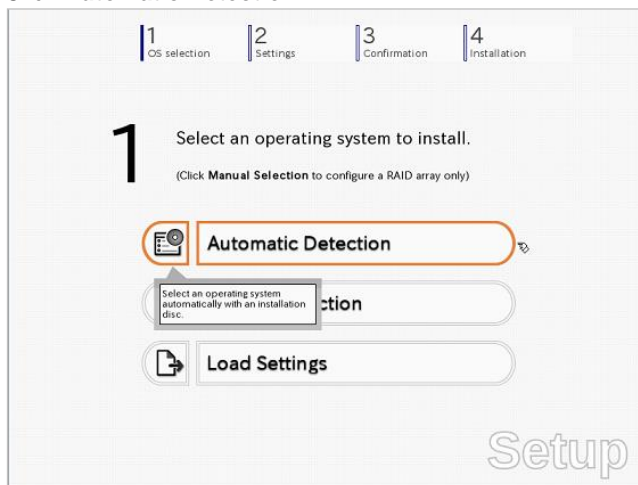 1
OS selection
2
Settings
3
Confirmation
4
Installation
1
Select an operating system to install.
(Click Manual Selection to configure a RAID array only)
Automatic Detection
Select an operating system
automatically with an installation
disc.
Load Settings
Setup